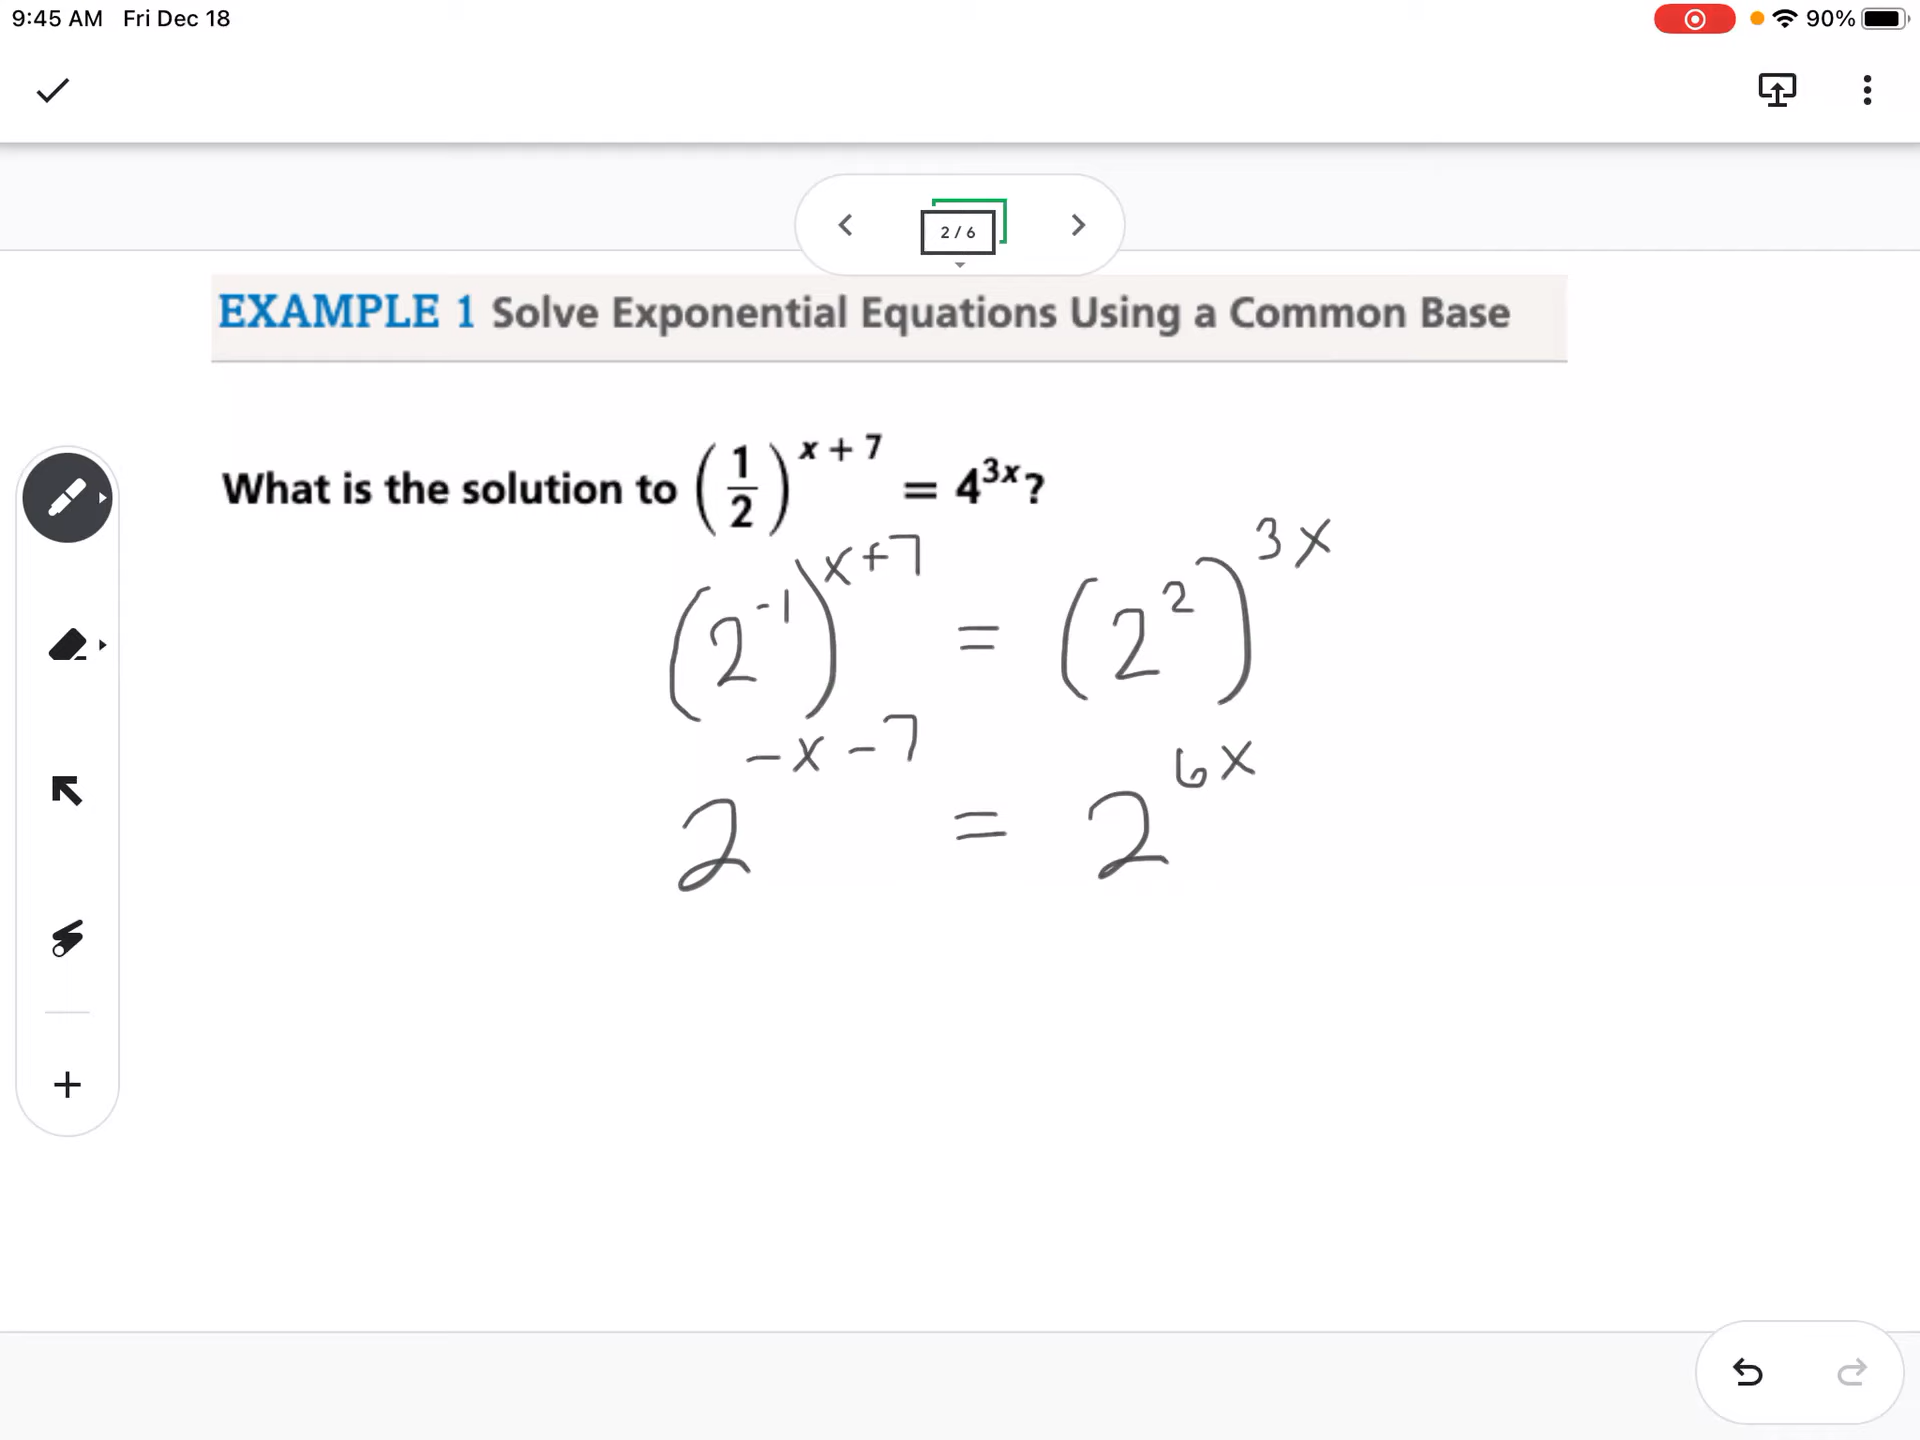 9:45 AM Fri Dec 18 90%
2 / 6
EXAMPLE 1 Solve Exponential Equations Using a Common Base
What is the solution to (1/2)^(x + 7) = 4^(3x)?
(2^(-1))^(x+7) = (2^2)^(3x)
2^(-x-7) = 2^(6x)